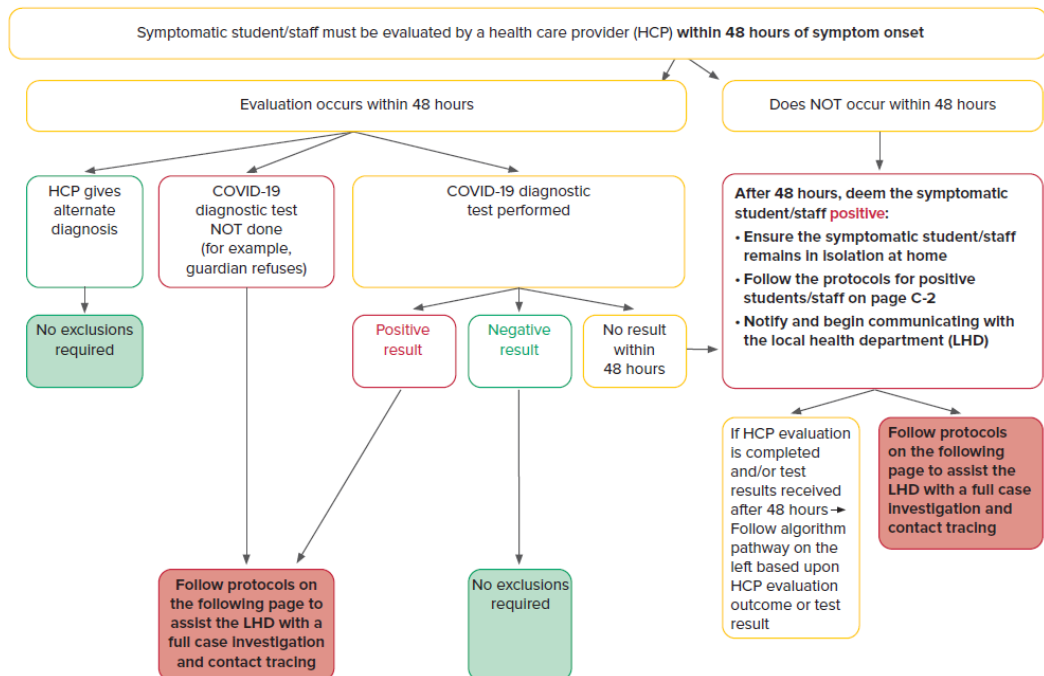 Symptomatic student/staff must be evaluated by a health care provider (HCP) within 48 hours of symptom onset
Evaluation occurs within 48 hours
Does NOT occur within 48 hours
HCP gives
alternate
diagnosis
COVID-19
diagnostic test
NOT done
(for example,
guardian refuses)
COVID-19 diagnostic
test performed
After 48 hours, deem the symptomatic
student/staff positive:
• Ensure the symptomatic student/staff
remains in isolation at home
• Follow the protocols for positive
students/staff on page C-2
• Notify and begin communicating with
the local health department (LHD)
No exclusions
required
Positive
result
Negative
result
No result
within
48 hours
If HCP evaluation
is completed
and/or test
results received
after 48 hours→
Follow algorithm
pathway on the
left based upon
HCP evaluation
outcome or test
result
Follow protocols
on the following
page to assist the
LHD with a full case
investigation and
contact tracing
Follow protocols on
the following page to
assist the LHD with a
full case investigation
and contact tracing
No exclusions
required